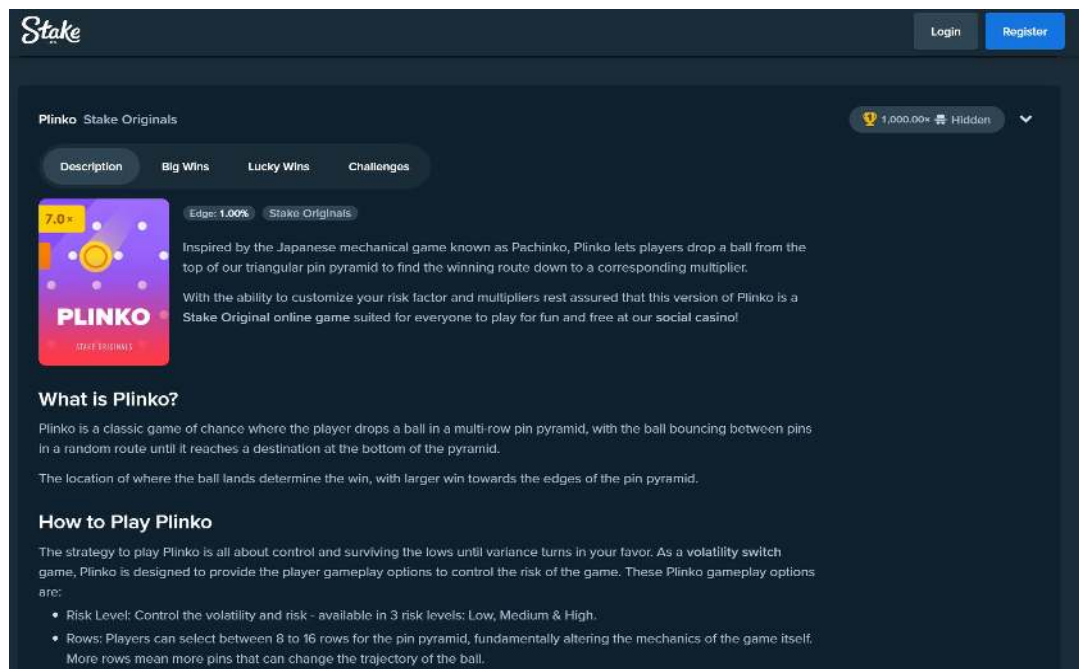 Stake
Login
Register
Plinko Stake Originals
1,000.00× Hidden
Description
Big Wins
Lucky Wins
Challenges
7.0×
PLINKO
STAKE ORIGINALS
Edge: 1.00% Stake Originals
Inspired by the Japanese mechanical game known as Pachinko, Plinko lets players drop a ball from the
top of our triangular pin pyramid to find the winning route down to a corresponding multiplier.
With the ability to customize your risk factor and multipliers rest assured that this version of Plinko is a
Stake Original online game suited for everyone to play for fun and free at our social casino!
What is Plinko?
Plinko is a classic game of chance where the player drops a ball in a multi-row pin pyramid, with the ball bouncing between pins
in a random route until it reaches a destination at the bottom of the pyramid.
The location of where the ball lands determine the win, with larger win towards the edges of the pin pyramid.
How to Play Plinko
The strategy to play Plinko is all about control and surviving the lows until variance turns in your favor. As a volatility switch
game, Plinko is designed to provide the player gameplay options to control the risk of the game. These Plinko gameplay options
are:
• Risk Level: Control the volatility and risk - available in 3 risk levels: Low, Medium & High.
• Rows: Players can select between 8 to 16 rows for the pin pyramid, fundamentally altering the mechanics of the game itself.
More rows mean more pins that can change the trajectory of the ball.